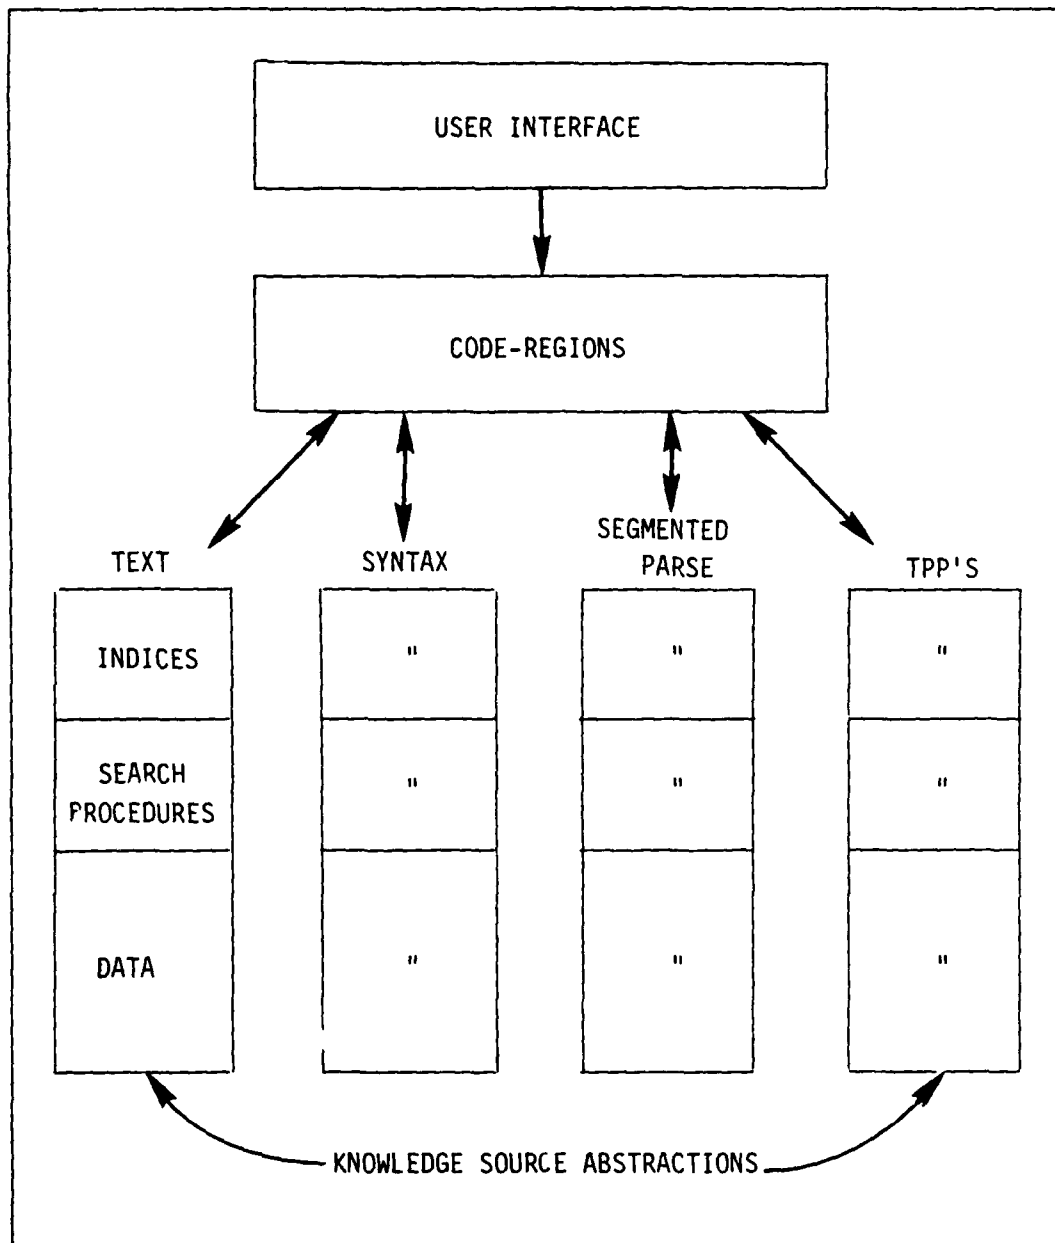 USER INTERFACE
CODE-REGIONS
TEXT
SYNTAX
SEGMENTED
PARSE
TPP'S
INDICES
"
"
"
SEARCH
PROCEDURES
"
"
"
DATA
"
"
"
KNOWLEDGE SOURCE ABSTRACTIONS